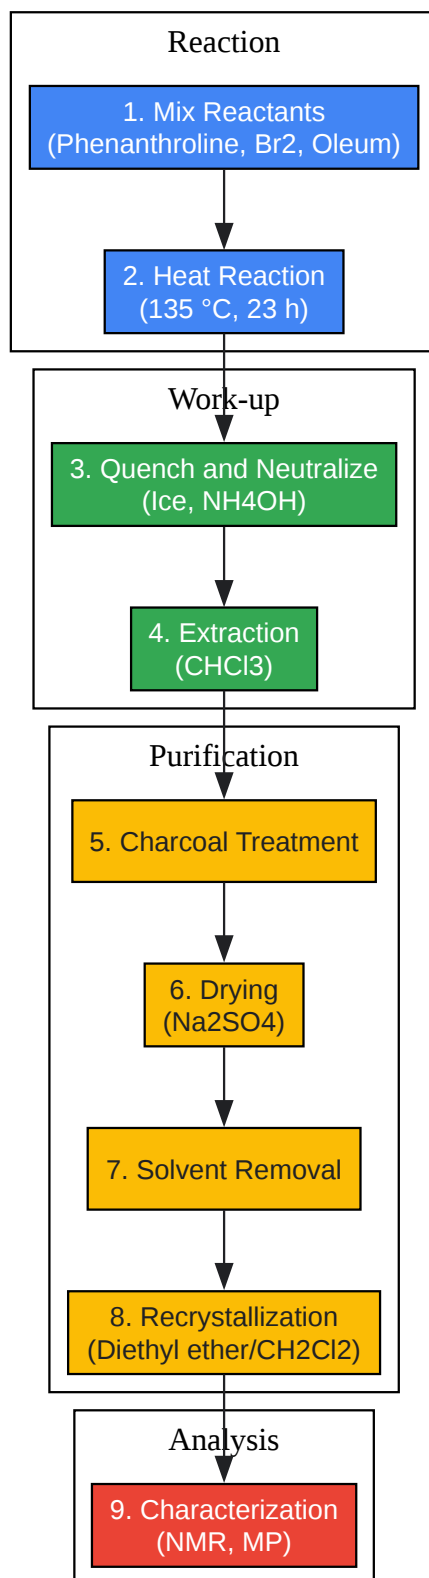 Reaction
1. Mix Reactants
(Phenanthroline, Br2, Oleum)
2. Heat Reaction
(135 °C, 23 h)
Work-up
3. Quench and Neutralize
(Ice, NH4OH)
4. Extraction
(CHCl3)
Purification
5. Charcoal Treatment
6. Drying
(Na2SO4)
7. Solvent Removal
8. Recrystallization
(Diethyl ether/CH2Cl2)
Analysis
9. Characterization
(NMR, MP)